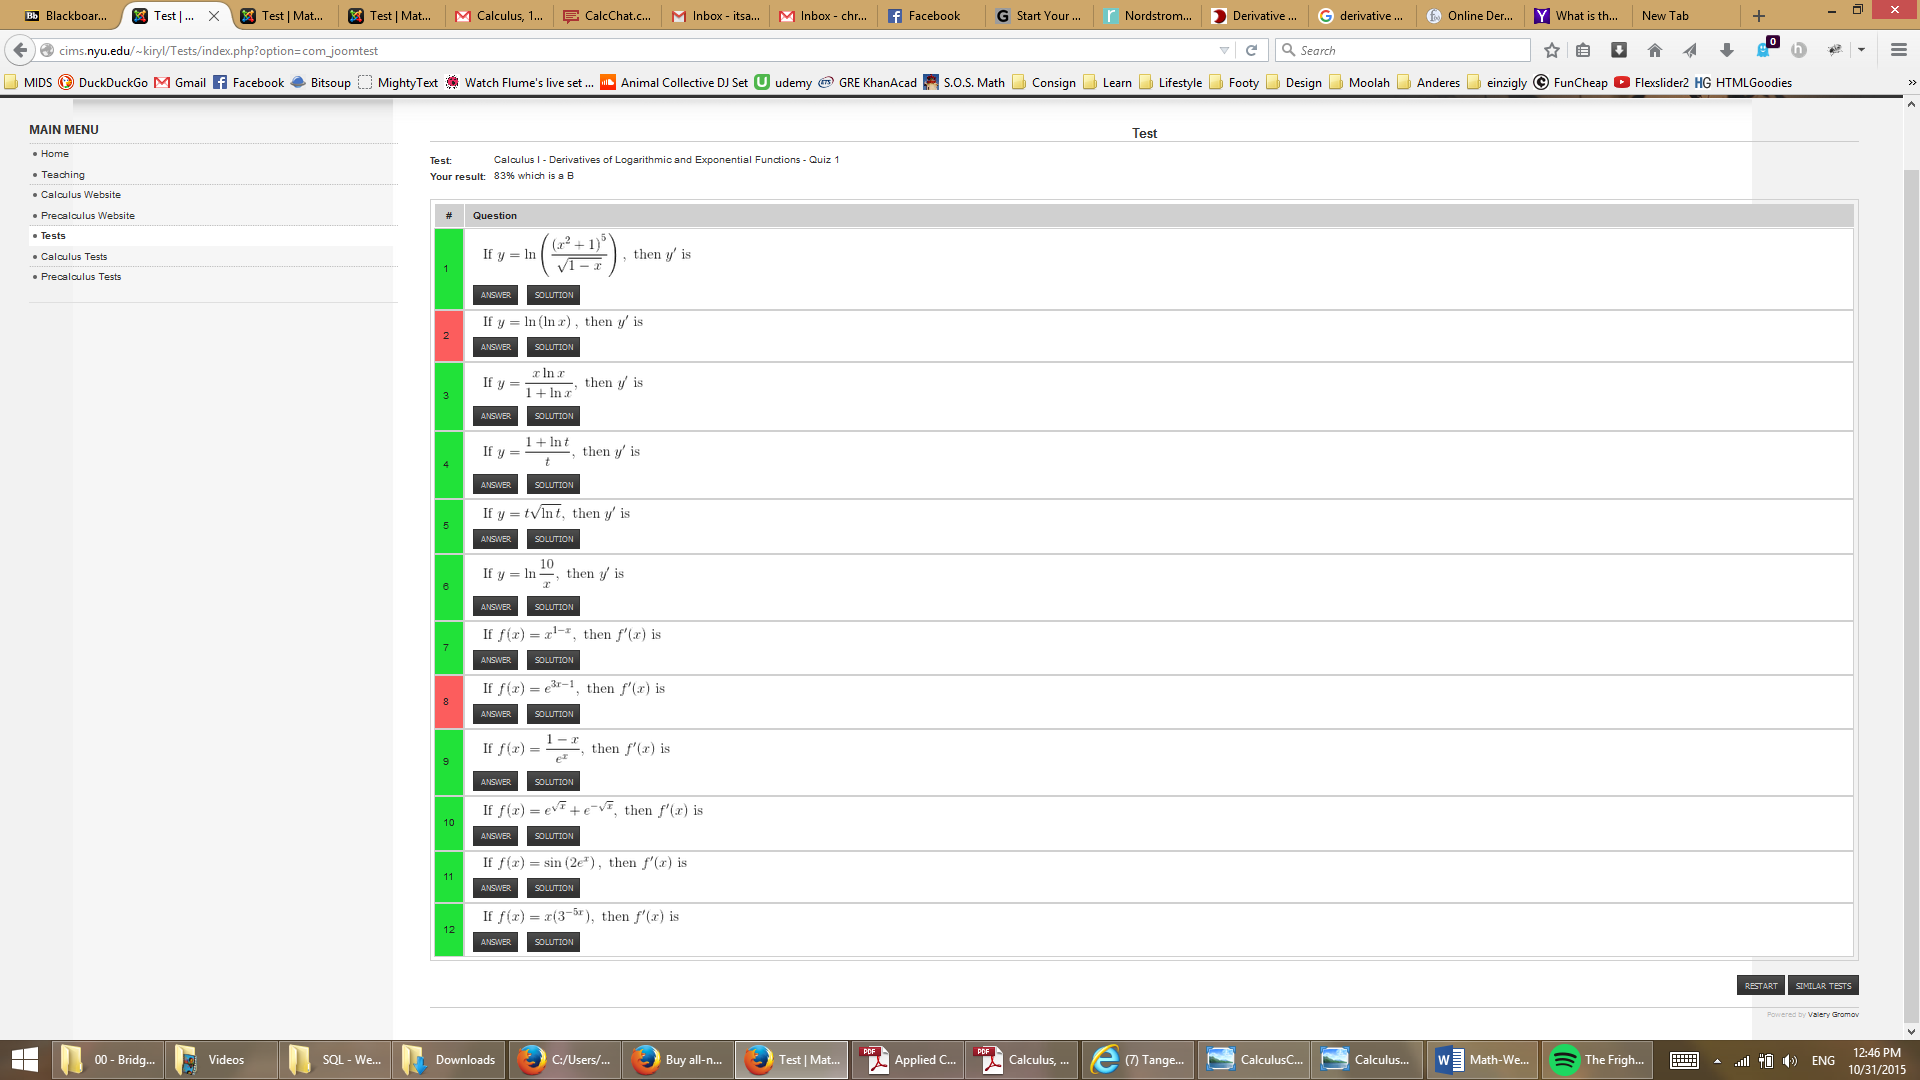 Blackboar...
Test | ...
Test | Mat...
Test | Mat...
Calculus, 1...
CalcChat.c...
Inbox - itsa...
Inbox - chr...
Facebook
Start Your ...
Nordstrom...
Derivative ...
derivative ...
Online Der...
What is th...
New Tab
cims.nyu.edu/~kiryl/Tests/index.php?option=com_joomtest
Search
0
MIDS DuckDuckGo Gmail Facebook Bitsoup MightyText Watch Flume's live set ... Animal Collective DJ Set udemy GRE KhanAcad S.O.S. Math Consign Learn Lifestyle Footy Design Moolah Anderes einzigly FunCheap Flexslider2 HTMLGoodies
MAIN MENU
Home
Teaching
Calculus Website
Precalculus Website
Tests
Calculus Tests
Precalculus Tests
Test
Test: Calculus I - Derivatives of Logarithmic and Exponential Functions - Quiz 1
Your result: 83% which is a B
# Question
1 If y = ln((x² + 1)⁵ / √(1 − x)), then y′ is
ANSWER SOLUTION
2 If y = ln (ln x), then y′ is
ANSWER SOLUTION
3 If y = x ln x / (1 + ln x), then y′ is
ANSWER SOLUTION
4 If y = (1 + ln t) / t, then y′ is
ANSWER SOLUTION
5 If y = t√(ln t), then y′ is
ANSWER SOLUTION
6 If y = ln 10/x, then y′ is
ANSWER SOLUTION
7 If f(x) = x^(1−x), then f′(x) is
ANSWER SOLUTION
8 If f(x) = e^(3x−1), then f′(x) is
ANSWER SOLUTION
9 If f(x) = (1 − x) / e^x, then f′(x) is
ANSWER SOLUTION
10 If f(x) = e^√x + e^(−√x), then f′(x) is
ANSWER SOLUTION
11 If f(x) = sin (2e^x), then f′(x) is
ANSWER SOLUTION
12 If f(x) = x(3^(−5x)), then f′(x) is
ANSWER SOLUTION
RESTART SIMILAR TESTS
Powered by Valery Gromov
00 - Bridg...
Videos
SQL - We...
Downloads
C:/Users/...
Buy all-n...
Test | Mat...
Applied C...
Calculus, ...
(7) Tange...
CalculusC...
Calculus...
Math-We...
The Frigh...
ENG
12:46 PM
10/31/2015